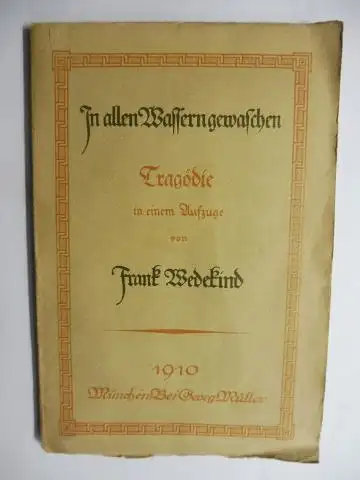 In allen Wassern gewaschen
Tragödie
in einem Aufzuge
von
Frank Wedekind
1910
München Bei Georg Müller